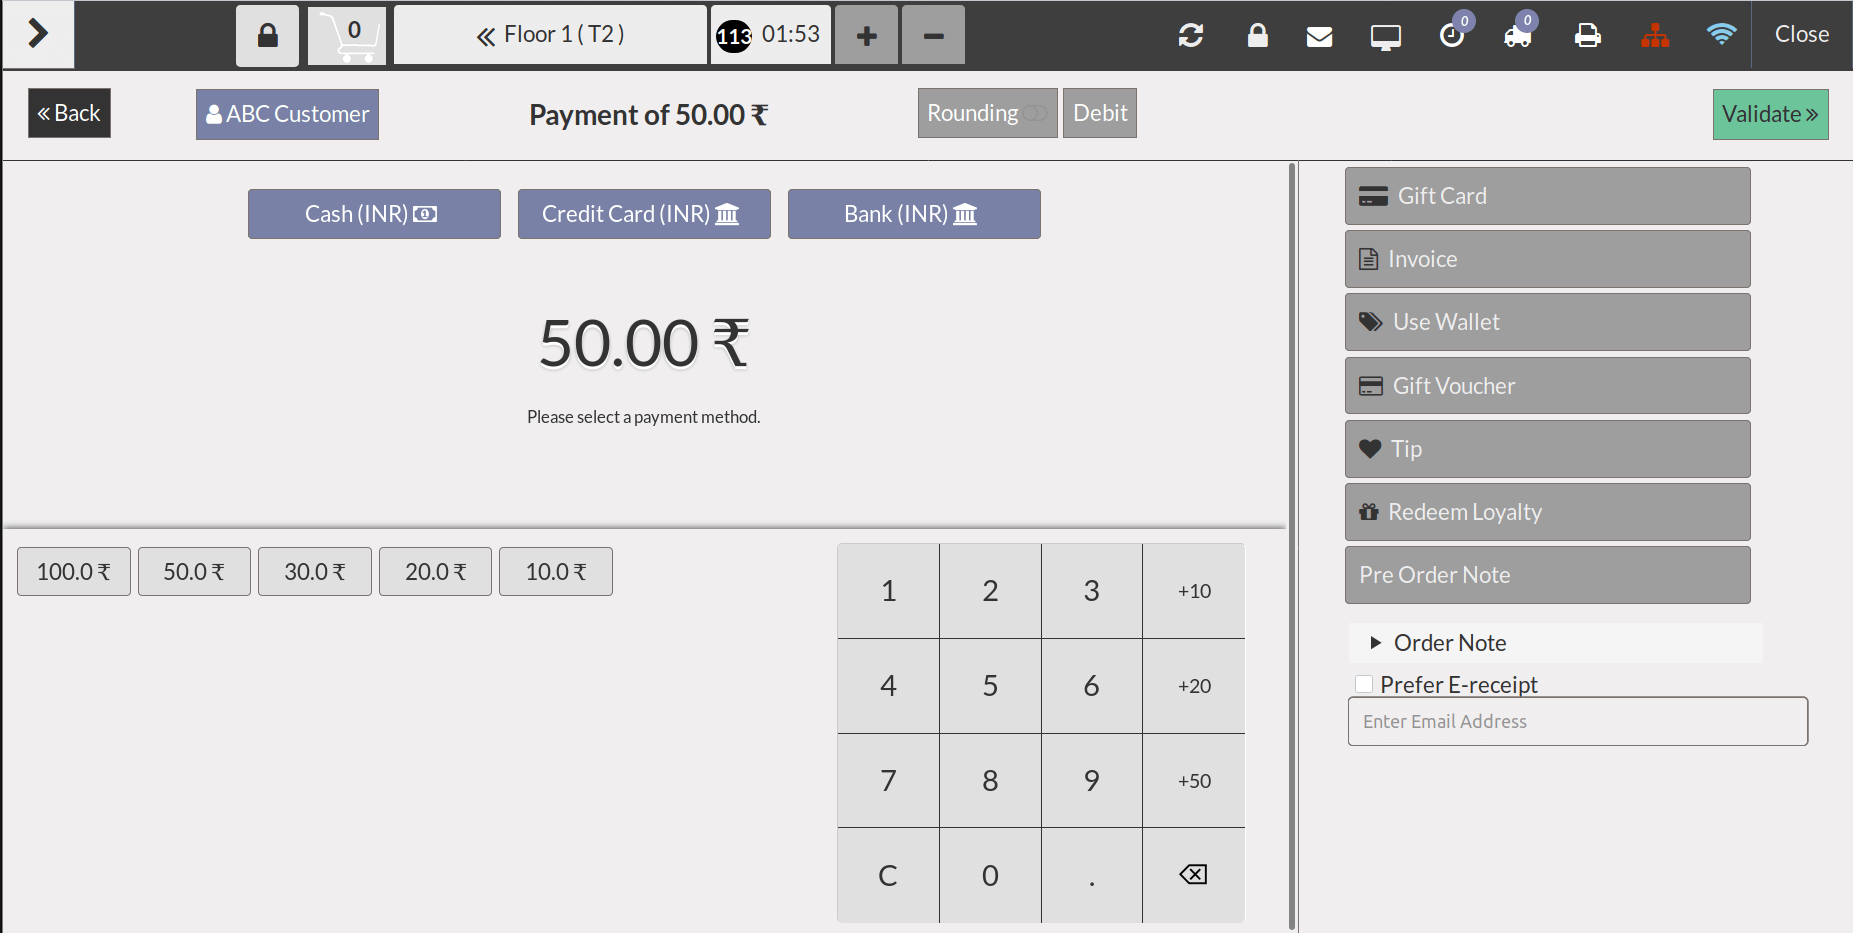 0
Floor 1 ( T2 )
113 01:53
0
0
Close
Back
ABC Customer
Payment of 50.00 ₹
Rounding
Debit
Validate
Cash (INR)
Credit Card (INR)
Bank (INR)
50.00 ₹
Please select a payment method.
100.0 ₹
50.0 ₹
30.0 ₹
20.0 ₹
10.0 ₹
1 2 3 +10
4 5 6 +20
7 8 9 +50
C 0 .
Gift Card
Invoice
Use Wallet
Gift Voucher
Tip
Redeem Loyalty
Pre Order Note
Order Note
Prefer E-receipt
Enter Email Address